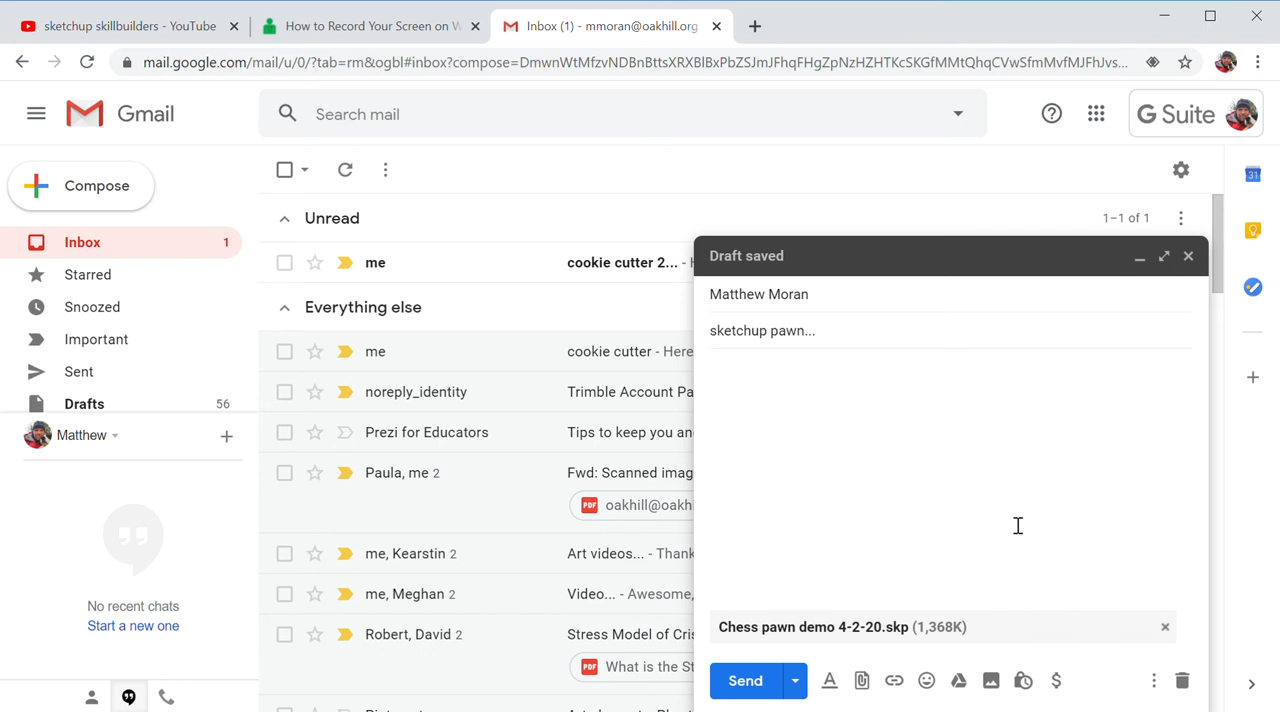 sketchup skillbuilders - YouTube
How to Record Your Screen on W
Inbox (1) - mmoran@oakhill.org
mail.google.com/mail/u/0/?tab=rm&ogbl#inbox?compose=DmwnWtMfzvNDBnBttsXRXBlBxPbZSJmJFhqFHgZpNzHZHTKcSKGfMMtQhqCVwSfmMvfMJFhJvs...
Gmail
Search mail
G Suite
Compose
Inbox 1
Starred
Snoozed
Important
Sent
Drafts 56
Matthew
No recent chats
Start a new one
Unread 1–1 of 1
me cookie cutter 2... - H
Everything else
me cookie cutter - Here
noreply_identity Trimble Account Pa
Prezi for Educators Tips to keep you an
Paula, me 2 Fwd: Scanned imag
PDF oakhill@oakh
me, Kearstin 2 Art videos... - Thank
me, Meghan 2 Video... - Awesome,
Robert, David 2 Stress Model of Cris
PDF What is the St
Draft saved
Matthew Moran
sketchup pawn...
Chess pawn demo 4-2-20.skp (1,368K)
Send
31